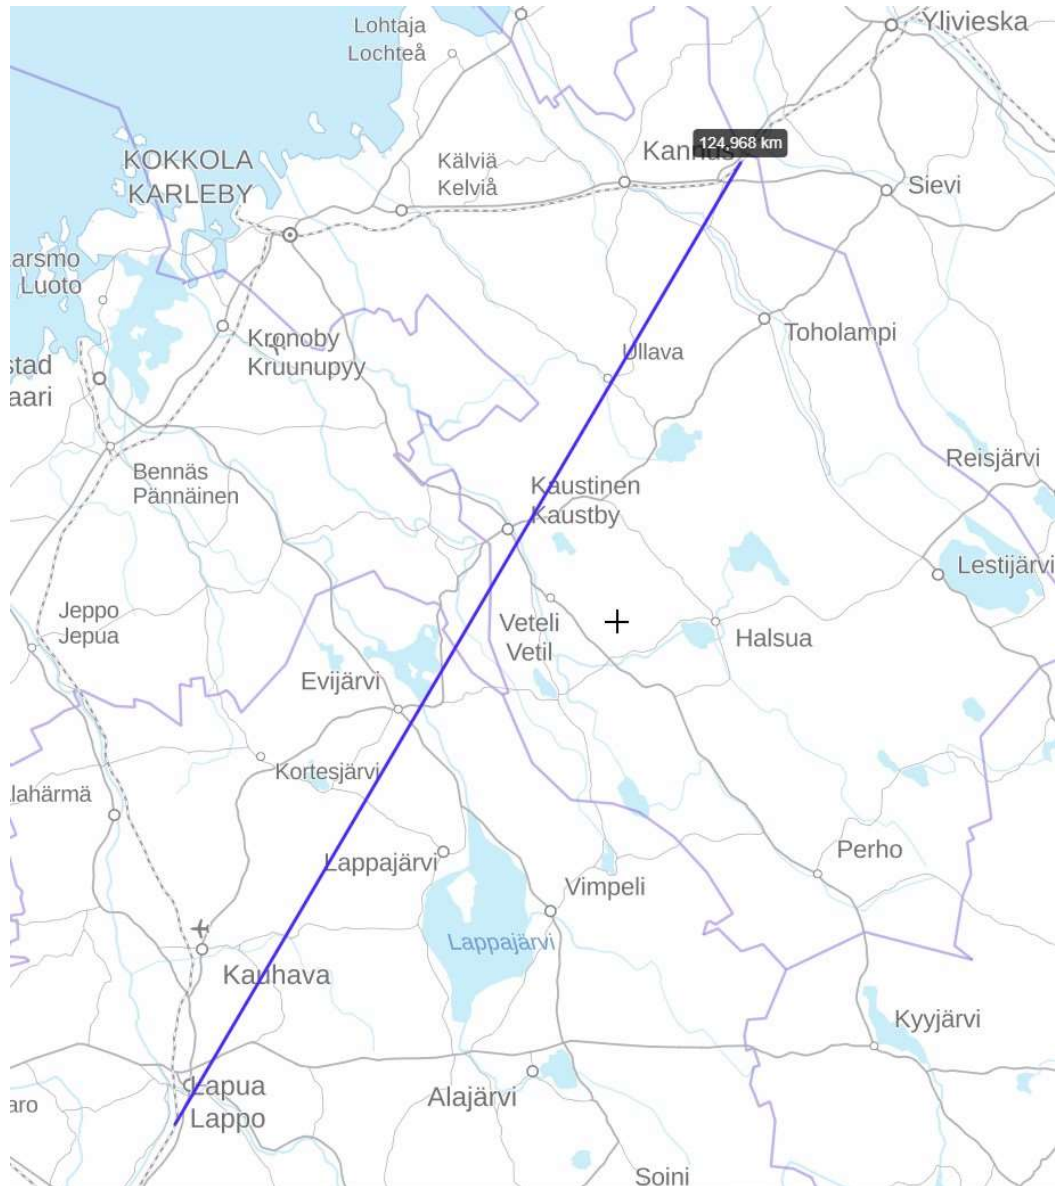 Lohtaja
Lochteå
Ylivieska
124,968 km
Kannus
KOKKOLA
KARLEBY
Kälviä
Kelviå
Sievi
arsmo
Luoto
Kronoby
Kruunupyy
Toholampi
Ullava
stad
aari
Bennäs
Pännäinen
Reisjärvi
Kaustinen
Kaustby
Lestijärvi
Jeppo
Jepua
Veteli
Vetil
Halsua
Evijärvi
Kortesjärvi
lahärmä
Lappajärvi
Perho
Vimpeli
Lappajärvi
Kauhava
Kyyjärvi
Lapua
Lappo
Alajärvi
aro
Soini